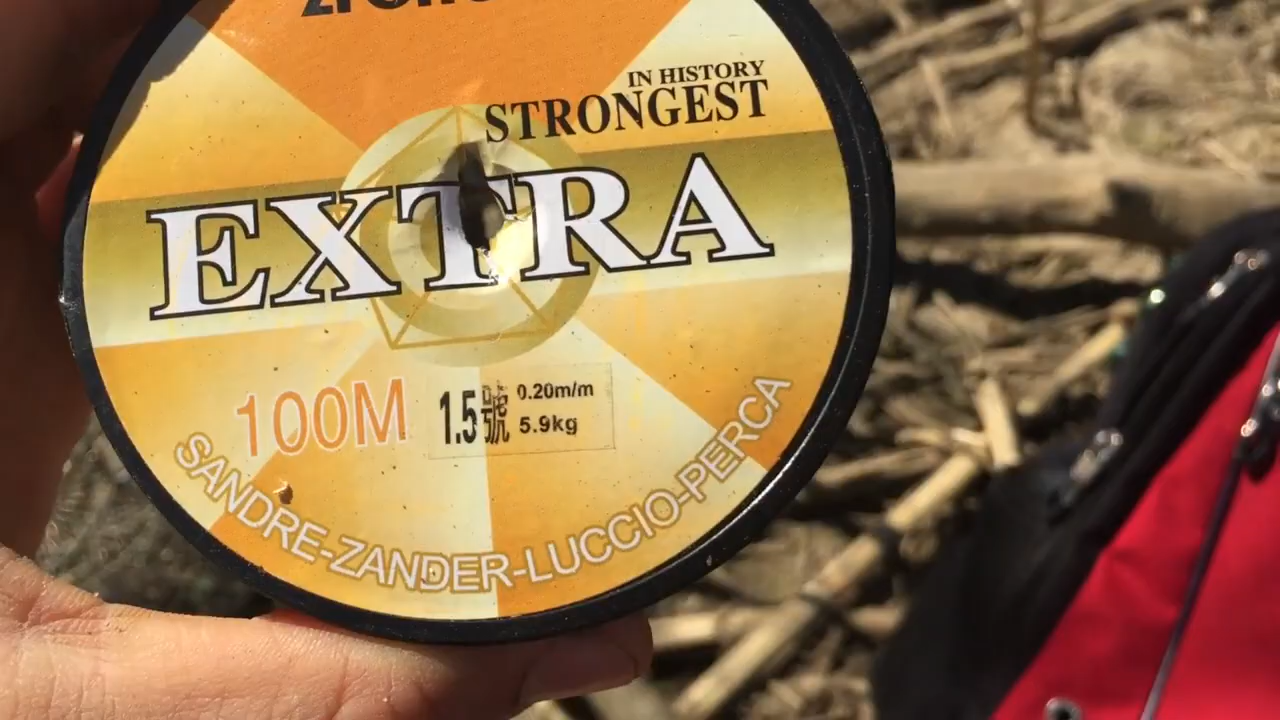 IN HISTORY
STRONGEST
EXTRA
100M
1.5號
0.20m/m
5.9kg
SANDRE-ZANDER-LUCCIO-PERCA